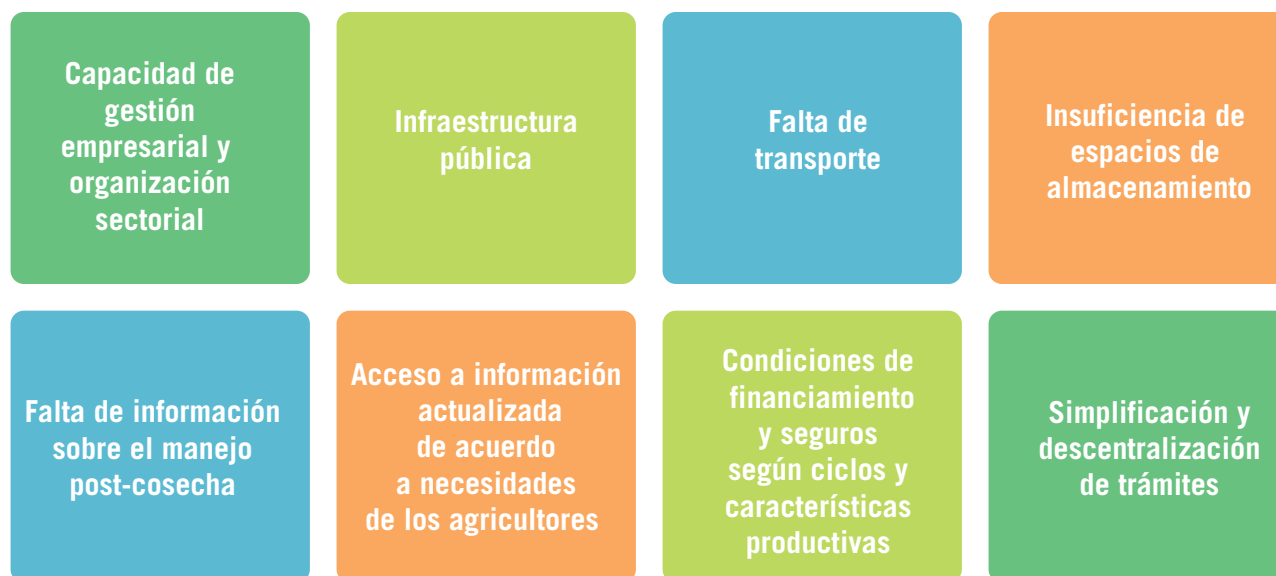 Capacidad de
gestión
empresarial y
organización
sectorial
Infraestructura
pública
Falta de
transporte
Insuficiencia de
espacios de
almacenamiento
Falta de información
sobre el manejo
post-cosecha
Acceso a información
actualizada
de acuerdo
a necesidades
de los agricultores
Condiciones de
financiamiento
y seguros
según ciclos y
características
productivas
Simplificación y
descentralización
de trámites